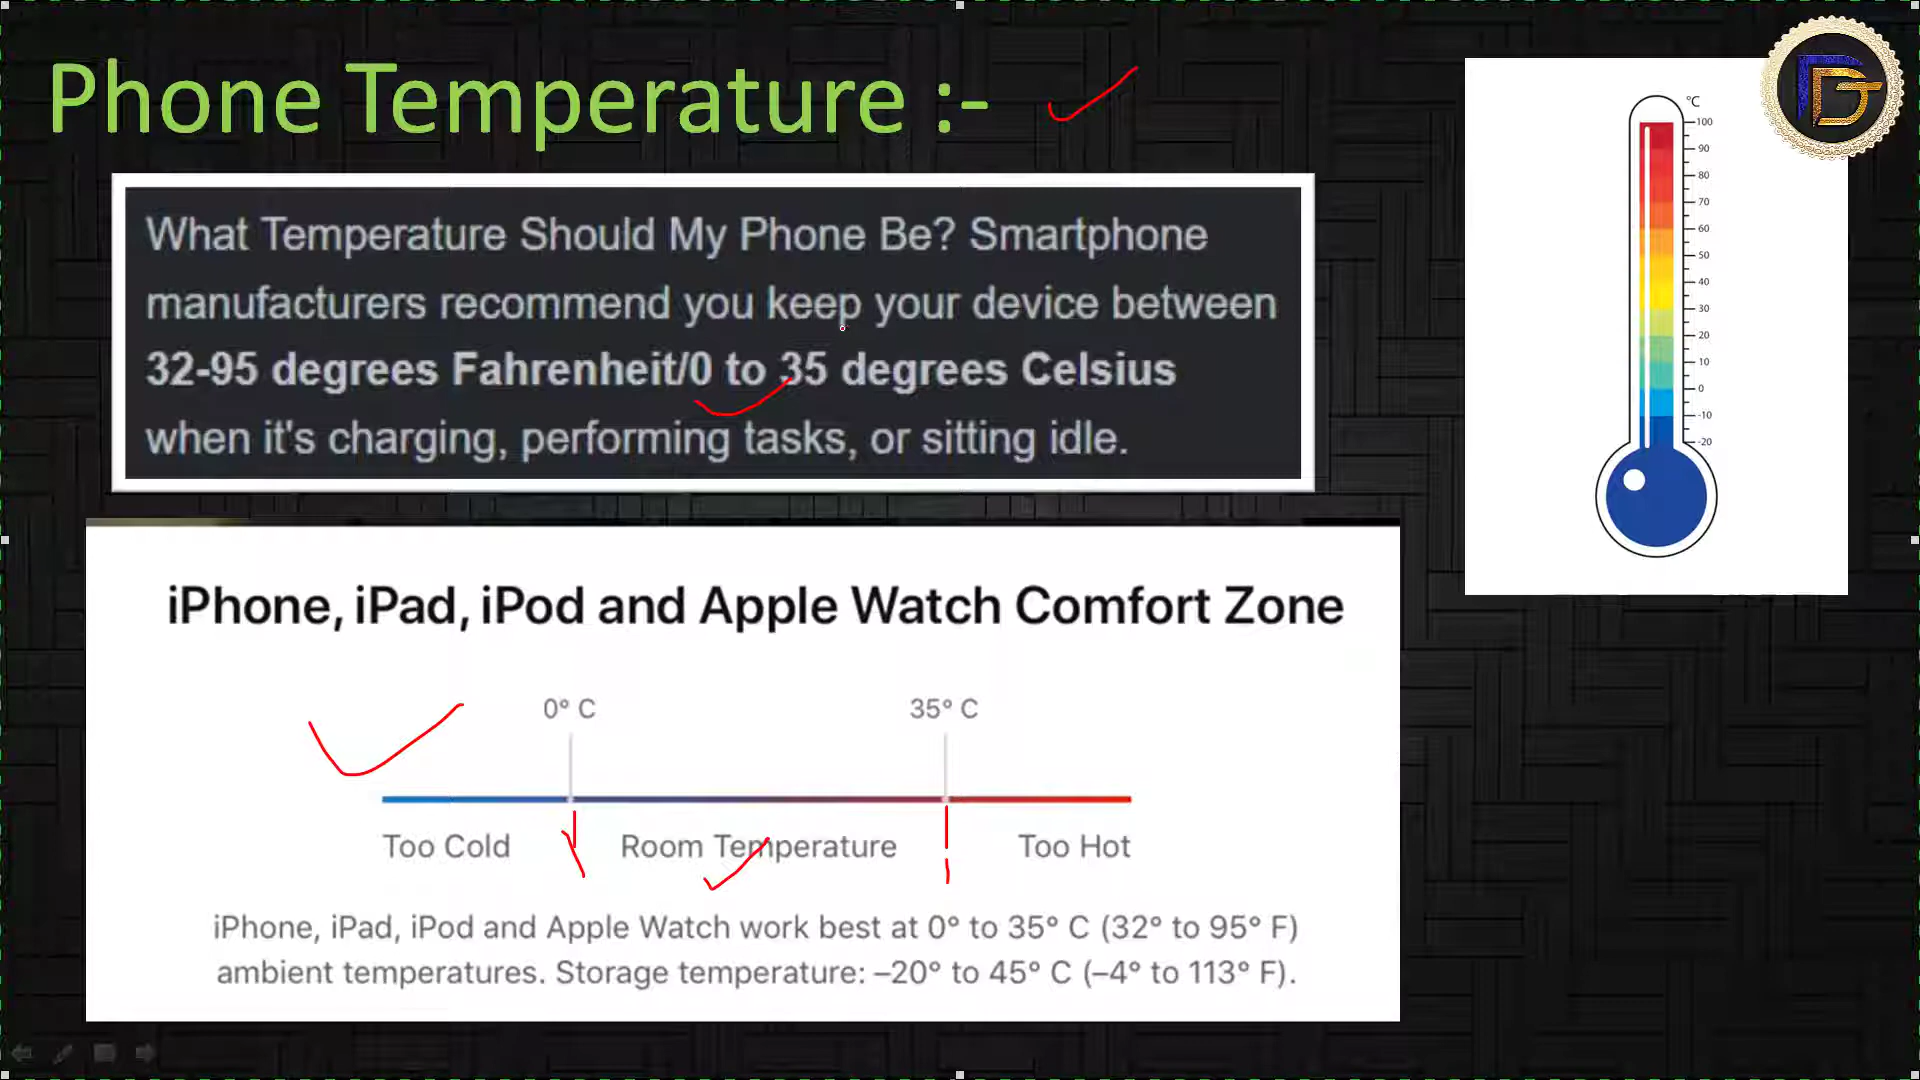 Phone Temperature :-
What Temperature Should My Phone Be? Smartphone
manufacturers recommend you keep your device between
32-95 degrees Fahrenheit/0 to 35 degrees Celsius
when it's charging, performing tasks, or sitting idle.
iPhone, iPad, iPod and Apple Watch Comfort Zone
0° C 35° C
Too Cold Room Temperature Too Hot
iPhone, iPad, iPod and Apple Watch work best at 0° to 35° C (32° to 95° F)
ambient temperatures. Storage temperature: –20° to 45° C (–4° to 113° F).
°C
100
90
80
70
60
50
40
30
20
10
0
-10
-20